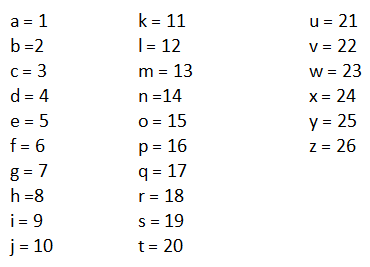 a = 1
b =2
c = 3
d = 4
e = 5
f = 6
g = 7
h =8
i = 9
j = 10
k = 11
l = 12
m = 13
n =14
o = 15
p = 16
q = 17
r = 18
s = 19
t = 20
u = 21
v = 22
w = 23
x = 24
y = 25
z = 26